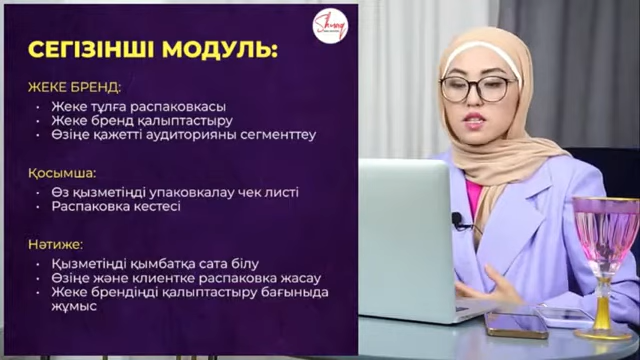 СЕГІЗІНШІ МОДУЛЬ:
ЖЕКЕ БРЕНД:
• Жеке тұлға распаковкасы
• Жеке бренд қалыптастыру
• Өзіңе қажетті аудиторияны сегменттеу
Қосымша:
• Өз қызметіңді упаковкалау чек листі
• Распаковка кестесі
Нәтиже:
• Қызметіңді қымбатқа сата білу
• Өзіңе және клиентке распаковка жасау
• Жеке брендіңді қалыптастыру бағыныда
жұмыс